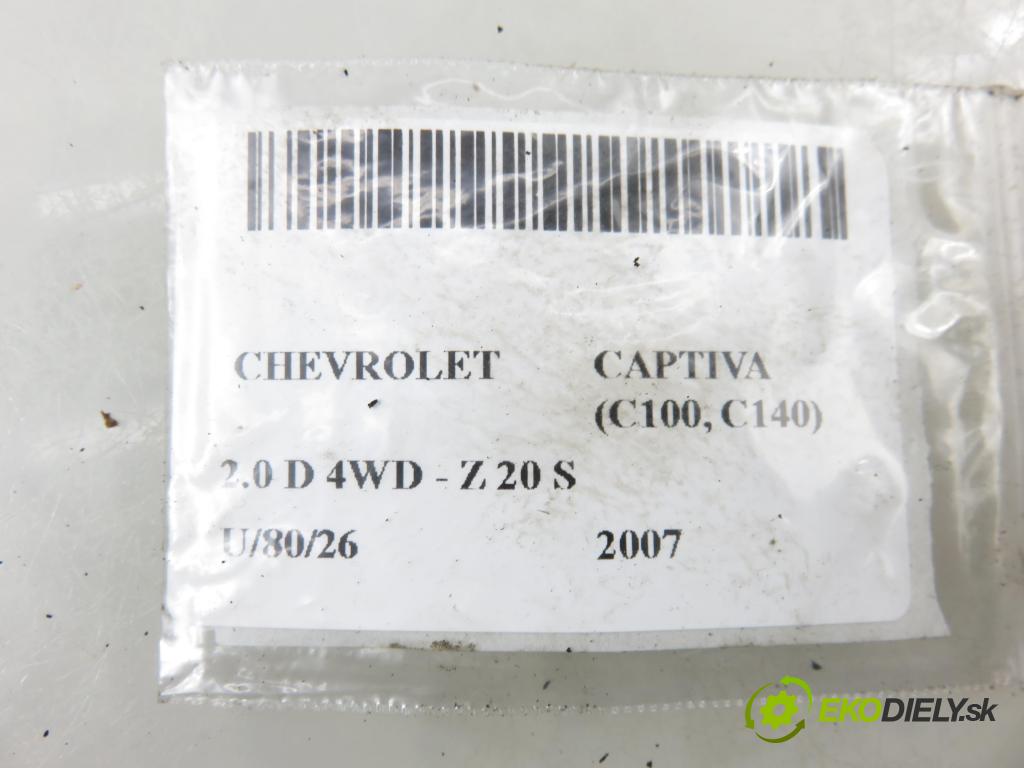 CHEVROLET CAPTIVA
(C100, C140)
2.0 D 4WD - Z 20 S
U/80/26 2007
EKODIELY.sk